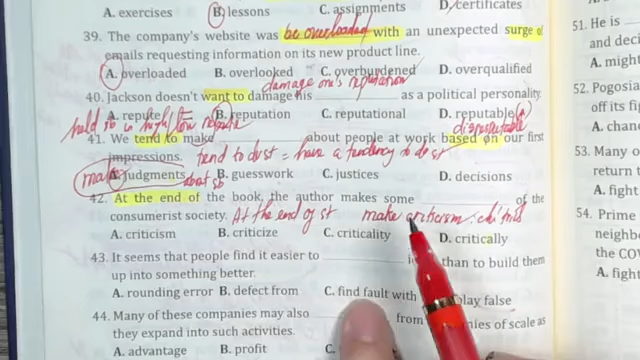 A. exercises B. lessons C. assignments D. certificates
39. The company's website was be overloaded with an unexpected surge of
emails requesting information on its new product line.
A. overloaded B. overlooked C. overburdened D. overqualified
damage one's reputation
40. Jackson doesn't want to damage his as a political personality.
A. repute B. reputation C. reputational D. reputable (a)
hold sb in high/low repute disreputable
41. We tend to make about people at work based on our first
impressions. tend to do st = have a tendency to do st
make A. judgments B. guesswork C. justices D. decisions
about sb
42. At the end of the book, the author makes some of the
consumerist society. At the end of st make criticism: chỉ trích
A. criticism B. criticize C. criticality D. critically
43. It seems that people find it easier to than to build them
up into something better.
A. rounding error B. defect from C. find fault with play false
44. Many of these companies may also from of scale as
they expand into such activities.
A. advantage B. profit C.
51. He is
and deci
A. might
52. Pogosia
off its fi
A. chan
53. Many o
return t
A. fight
54. Prime
neighb
the COV
A. figh